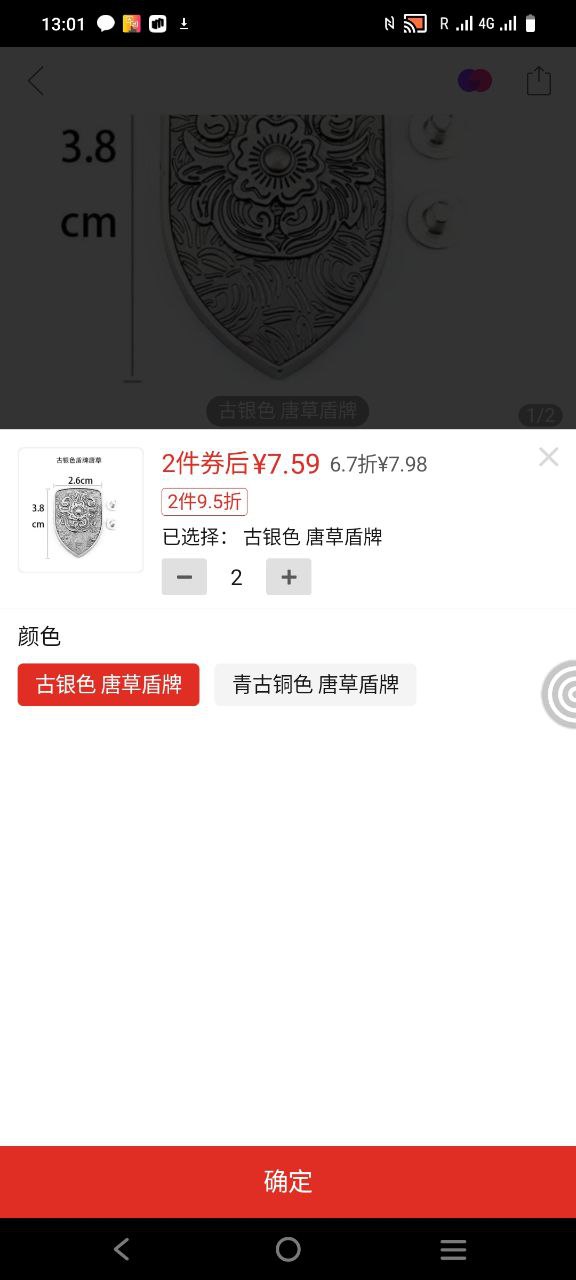 13:01
R 4G
3.8
cm
古银色 唐草盾牌
1/2
古银色盾牌唐草
2.6cm
3.8
cm
2件券后¥7.59 6.7折¥7.98
2件9.5折
已选择： 古银色 唐草盾牌
2
颜色
古银色 唐草盾牌
青古铜色 唐草盾牌
确定